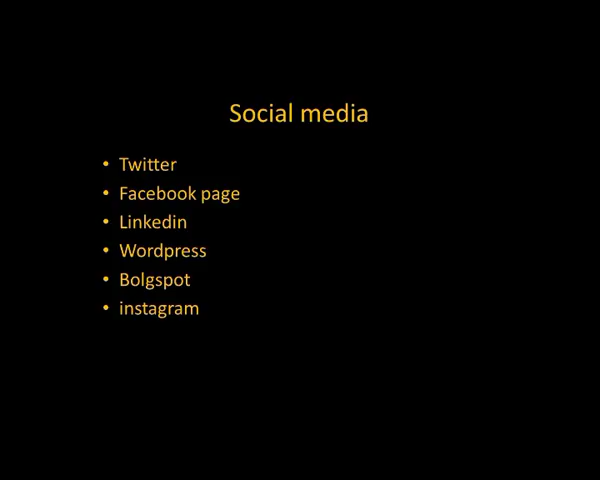 Social media
• Twitter
• Facebook page
• Linkedin
• Wordpress
• Bolgspot
• instagram